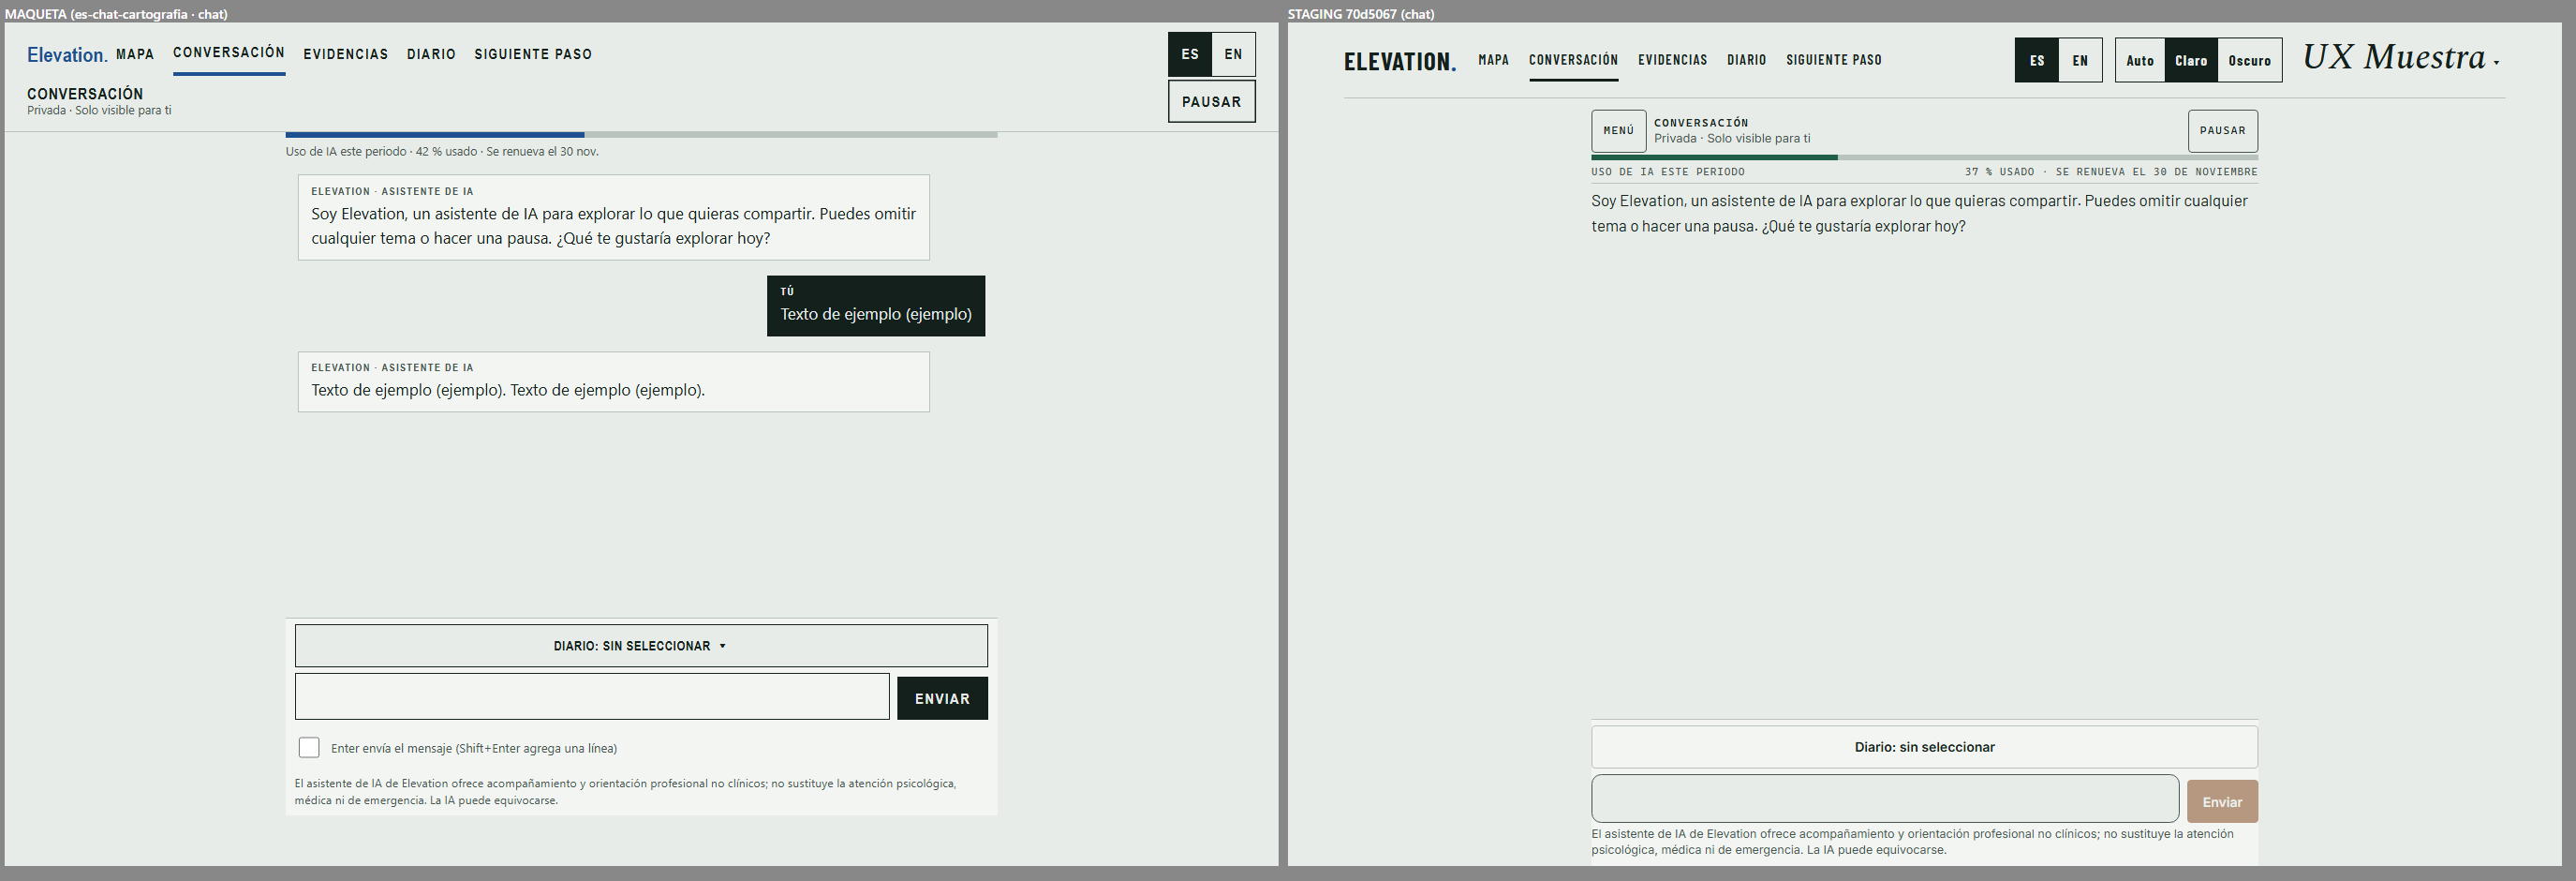 MAQUETA (es-chat-cartografia · chat)
Elevation. MAPA CONVERSACIÓN EVIDENCIAS DIARIO SIGUIENTE PASO ES EN
CONVERSACIÓN
Privada · Solo visible para ti
PAUSAR
Uso de IA este periodo · 42 % usado · Se renueva el 30 nov.
ELEVATION · ASISTENTE DE IA
Soy Elevation, un asistente de IA para explorar lo que quieras compartir. Puedes omitir
cualquier tema o hacer una pausa. ¿Qué te gustaría explorar hoy?
TÚ
Texto de ejemplo (ejemplo)
ELEVATION · ASISTENTE DE IA
Texto de ejemplo (ejemplo). Texto de ejemplo (ejemplo).
DIARIO: SIN SELECCIONAR
ENVIAR
Enter envía el mensaje (Shift+Enter agrega una línea)
El asistente de IA de Elevation ofrece acompañamiento y orientación profesional no clínicos; no sustituye la atención psicológica,
médica ni de emergencia. La IA puede equivocarse.
STAGING 70d5067 (chat)
ELEVATION. MAPA CONVERSACIÓN EVIDENCIAS DIARIO SIGUIENTE PASO ES EN Auto Claro Oscuro UX Muestra
MENÚ
CONVERSACIÓN
Privada · Solo visible para ti
PAUSAR
USO DE IA ESTE PERIODO 37 % USADO · SE RENUEVA EL 30 DE NOVIEMBRE
Soy Elevation, un asistente de IA para explorar lo que quieras compartir. Puedes omitir cualquier
tema o hacer una pausa. ¿Qué te gustaría explorar hoy?
Diario: sin seleccionar
Enviar
El asistente de IA de Elevation ofrece acompañamiento y orientación profesional no clínicos; no sustituye la atención
psicológica, médica ni de emergencia. La IA puede equivocarse.